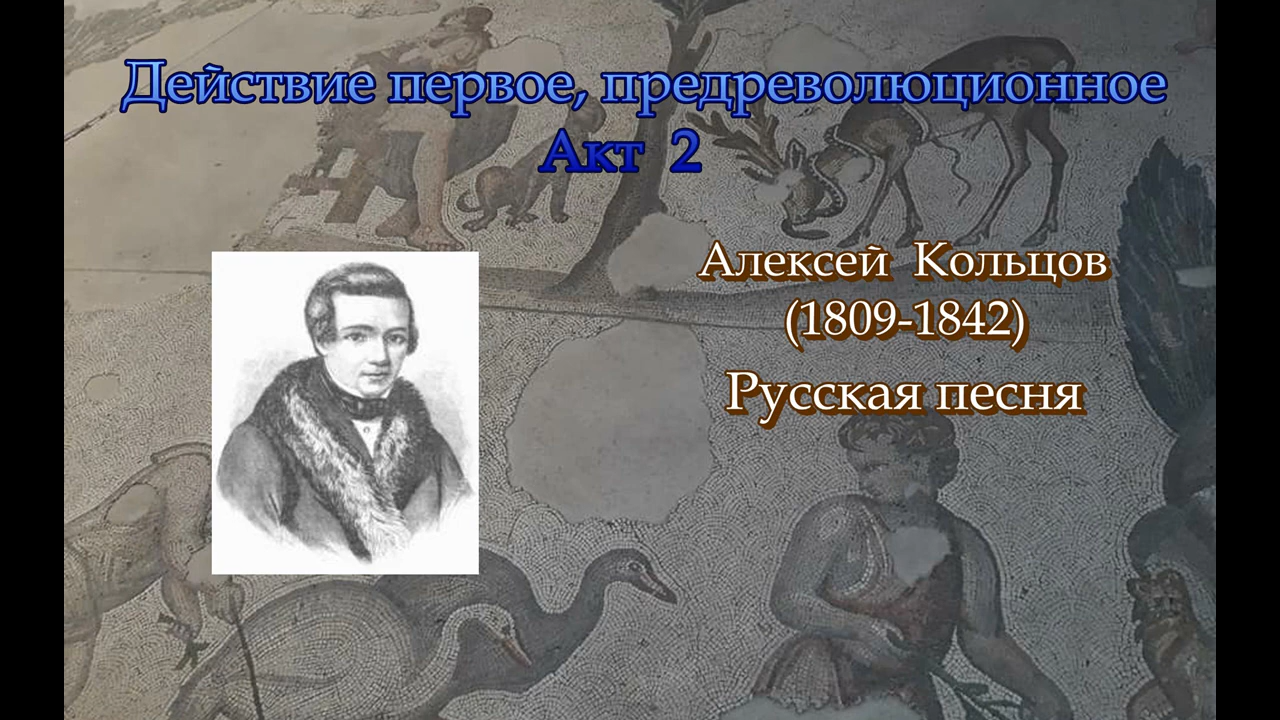 Действие первое, предреволюционное
Акт 2
Алексей Кольцов
(1809-1842)
Русская песня